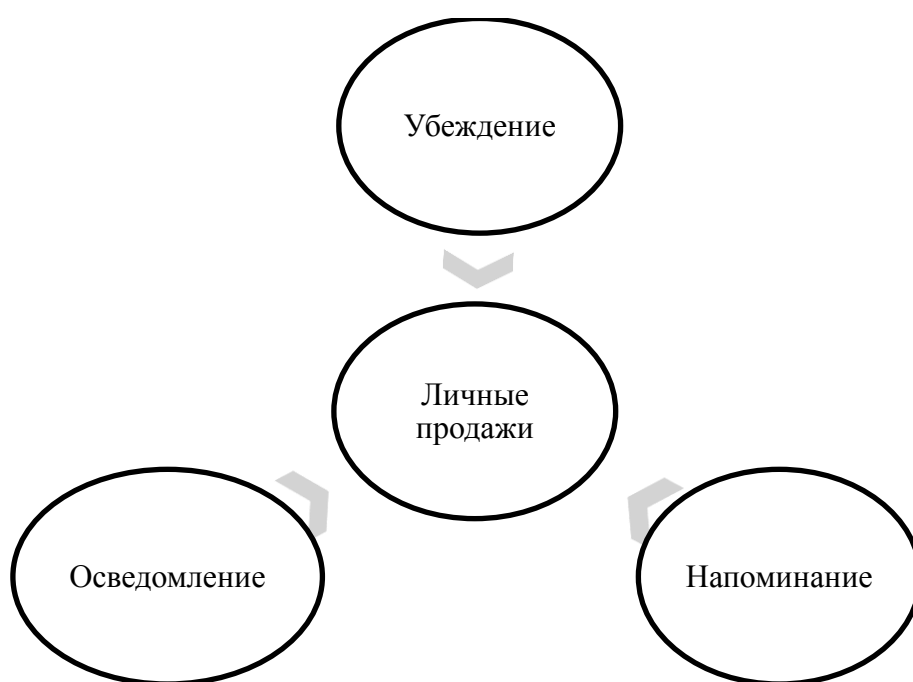 Убеждение
Личные
продажи
Осведомление
Напоминание